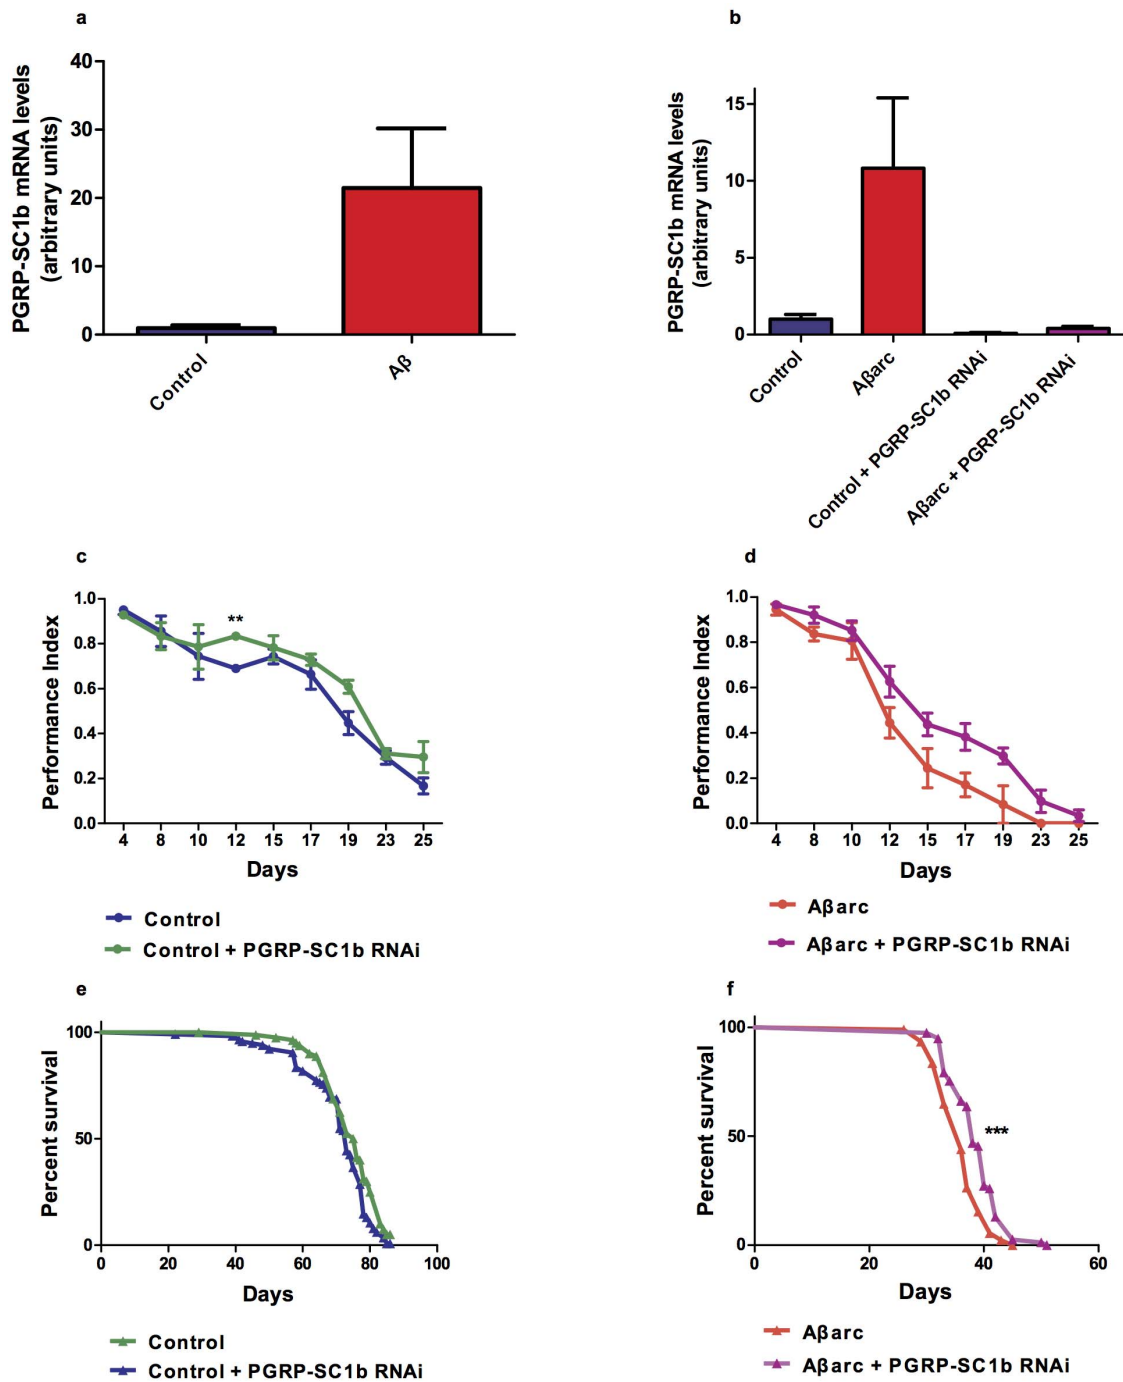 a
PGRP-SC1b mRNA levels
(arbitrary units)
40
30
20
10
0
Control
Aβ
b
PGRP-SC1b mRNA levels
(arbitrary units)
15
10
5
0
Control
Aβarc
Control + PGRP-SC1b RNAi
Aβarc + PGRP-SC1b RNAi
c
Performance Index
1.0
0.8
0.6
0.4
0.2
0.0
**
4 8 10 12 15 17 19 23 25
Days
Control
Control + PGRP-SC1b RNAi
d
Performance Index
1.0
0.8
0.6
0.4
0.2
0.0
4 8 10 12 15 17 19 23 25
Days
Aβarc
Aβarc + PGRP-SC1b RNAi
e
Percent survival
100
50
0
0 20 40 60 80 100
Days
Control
Control + PGRP-SC1b RNAi
f
Percent survival
100
50
0
***
0 20 40 60
Days
Aβarc
Aβarc + PGRP-SC1b RNAi